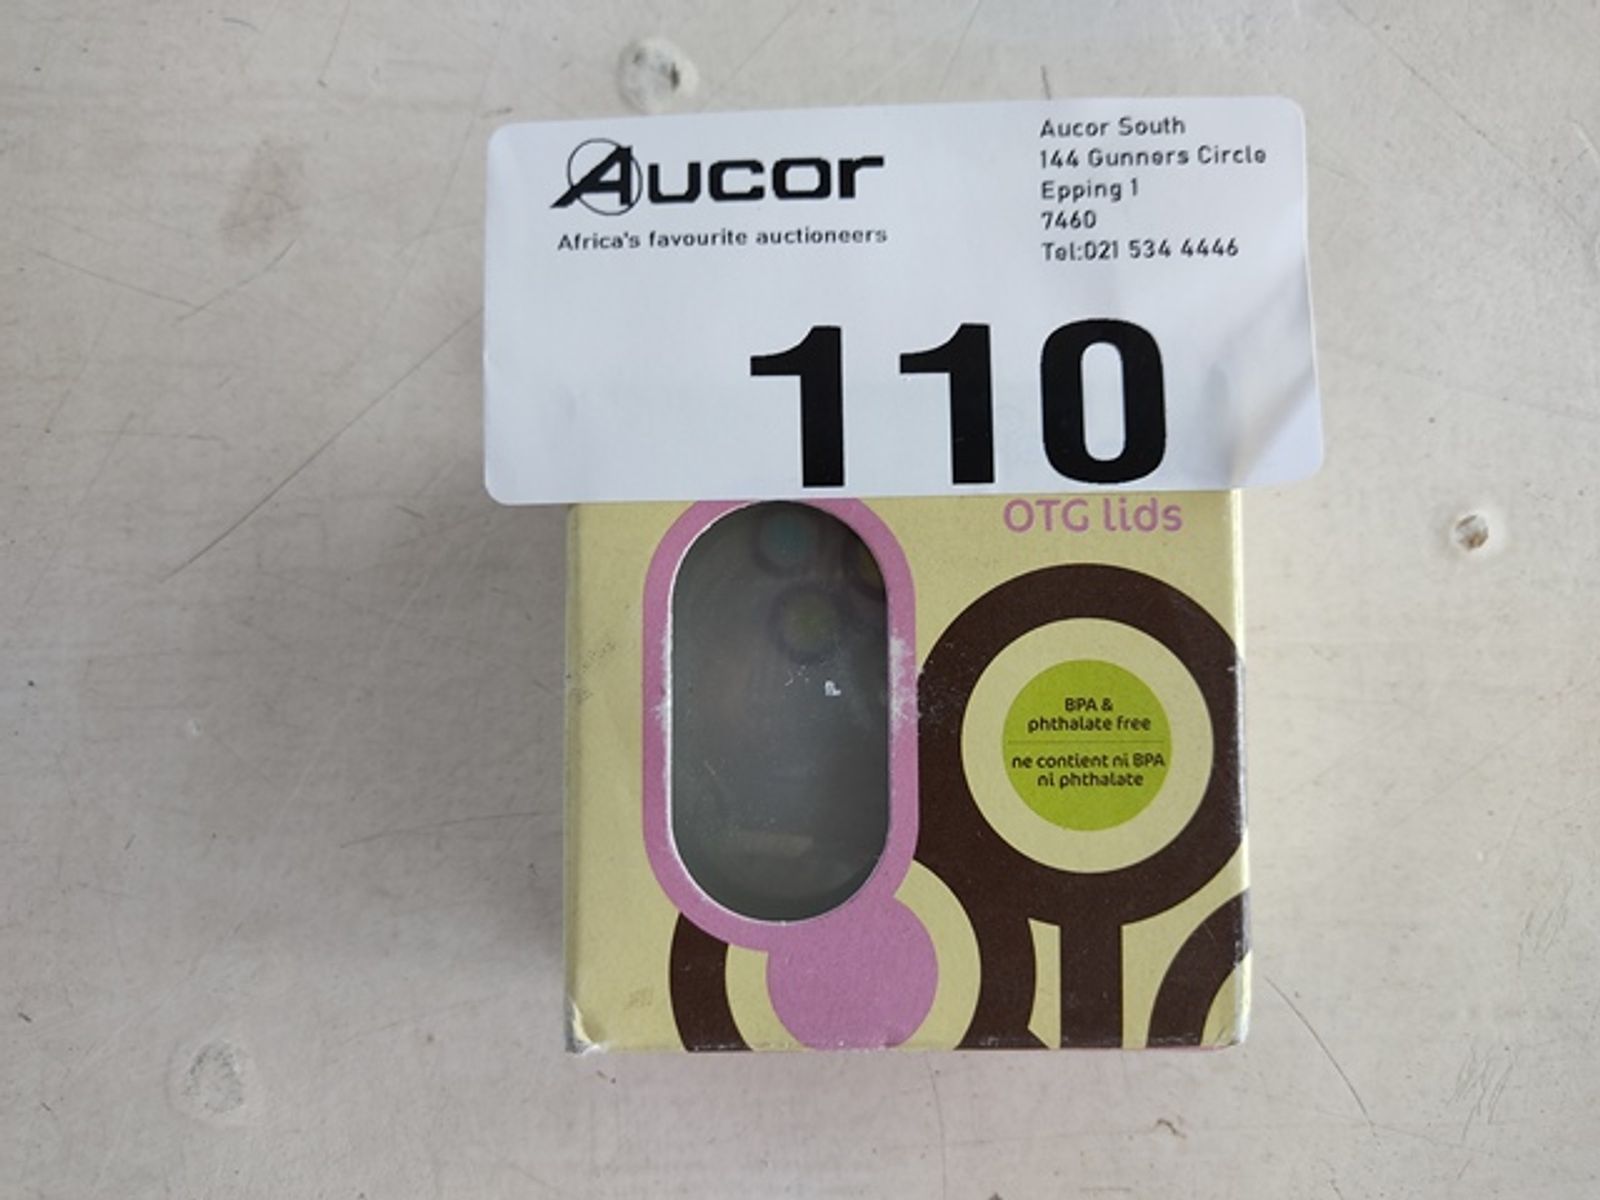 Aucor
Africa's favourite auctioneers
Aucor South
144 Gunners Circle
Epping 1
7460
Tel:021 534 4446
110
OTG lids
BPA &
phthalate free
ne contient ni BPA
ni phthalate